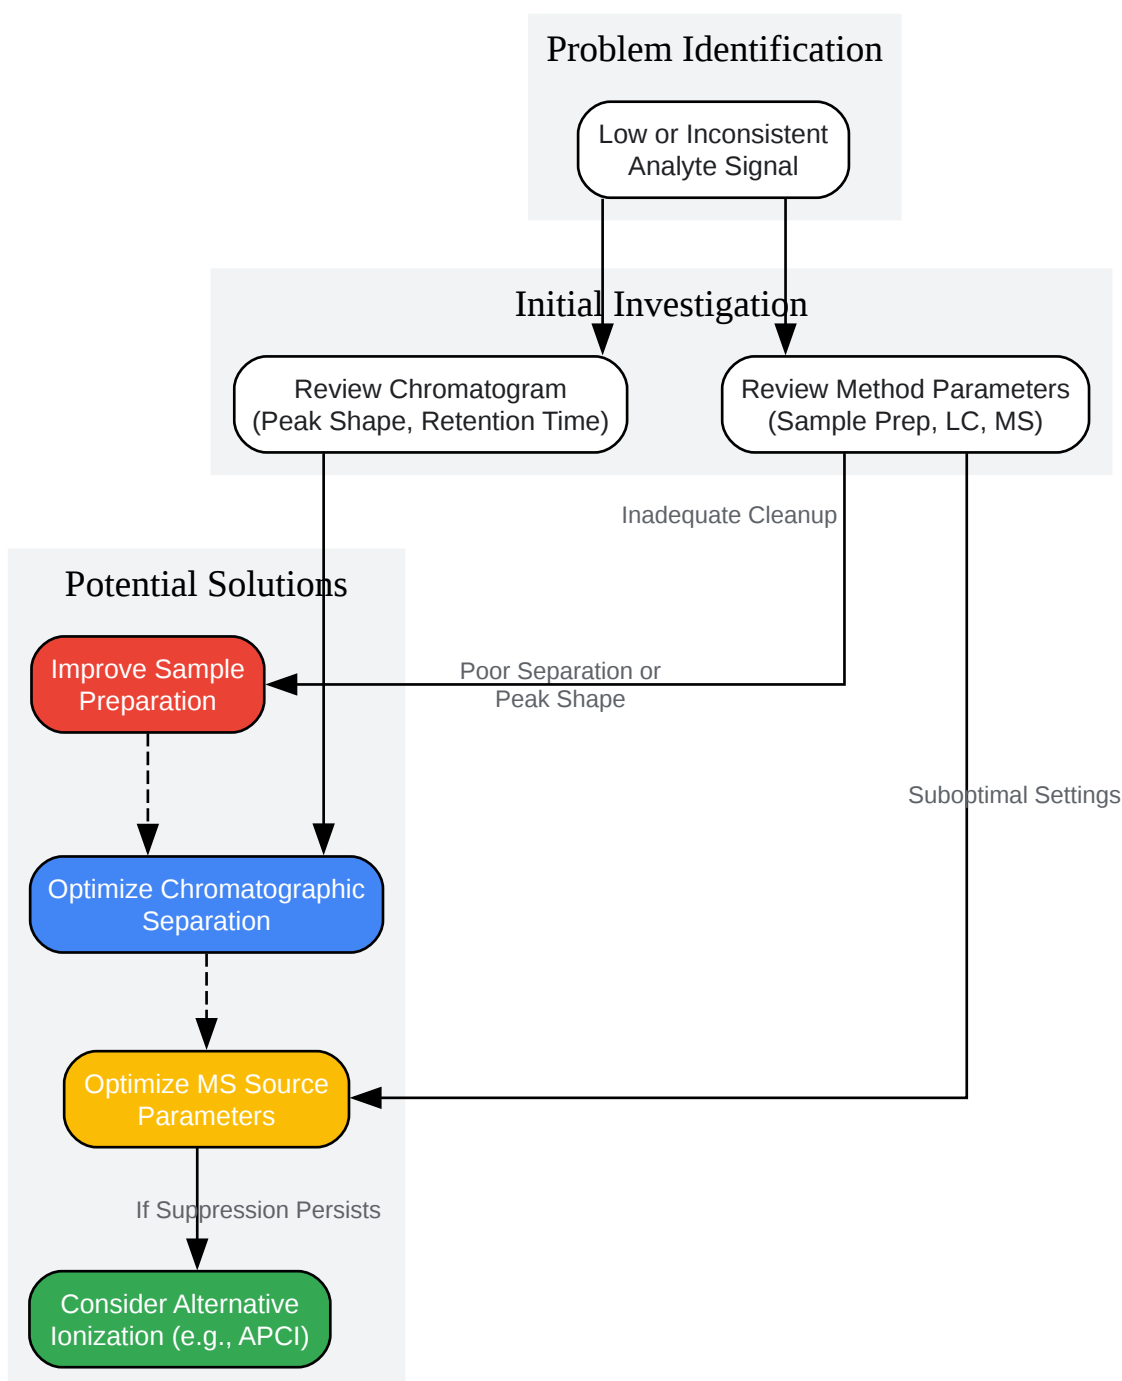 Problem Identification
Low or Inconsistent
Analyte Signal
Initial Investigation
Review Chromatogram
(Peak Shape, Retention Time)
Review Method Parameters
(Sample Prep, LC, MS)
Inadequate Cleanup
Potential Solutions
Improve Sample
Preparation
Poor Separation or
Peak Shape
Suboptimal Settings
Optimize Chromatographic
Separation
Optimize MS Source
Parameters
If Suppression Persists
Consider Alternative
Ionization (e.g., APCI)